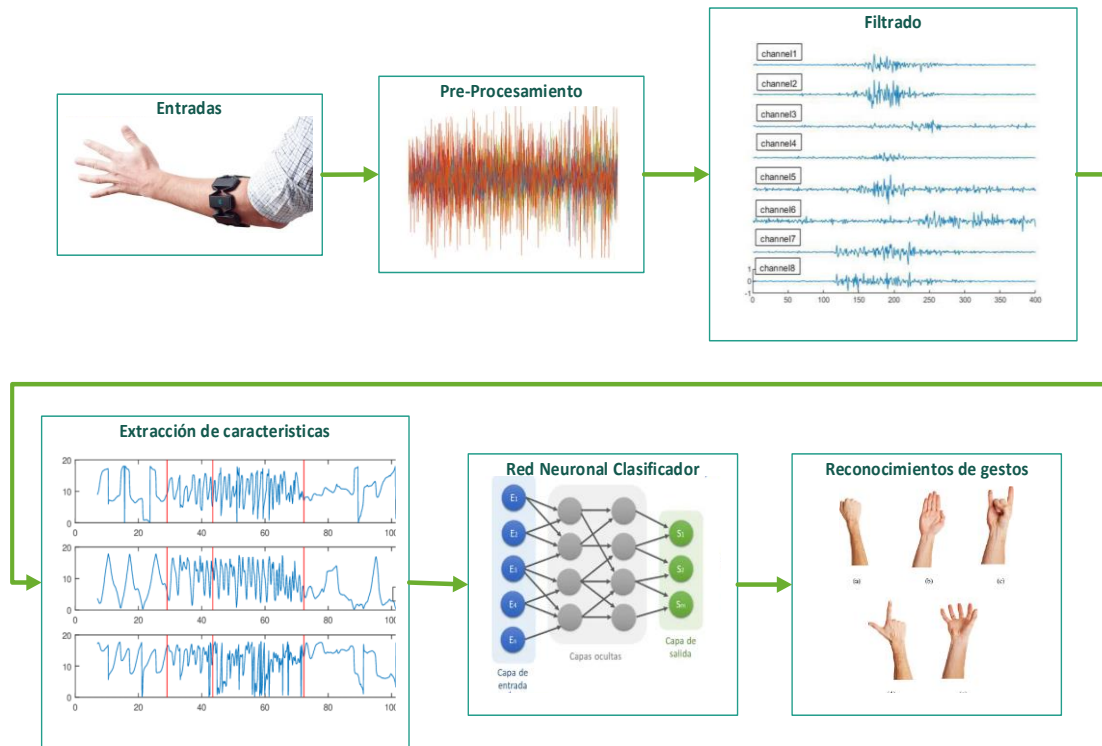 Entradas
Pre-Procesamiento
Filtrado
channel1
channel2
channel3
channel4
channel5
channel6
channel7
channel8
1
0
-1
0 50 100 150 200 250 300 350 400
Extracción de caracteristicas
20
10
0
0 20 40 60 80 100
20
10
0
0 20 40 60 80 100
20
10
0
0 20 40 60 80
Red Neuronal Clasificador
E1
E2
E3
E4
En
S1
S2
Sm
Capa de entrada
Capas ocultas
Capa de salida
Reconocimientos de gestos
(a) (b) (c)